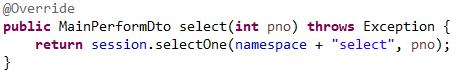 @Override
public MainPerformDto select(int pno) throws Exception {
    return session.selectOne(namespace + "select", pno);
}